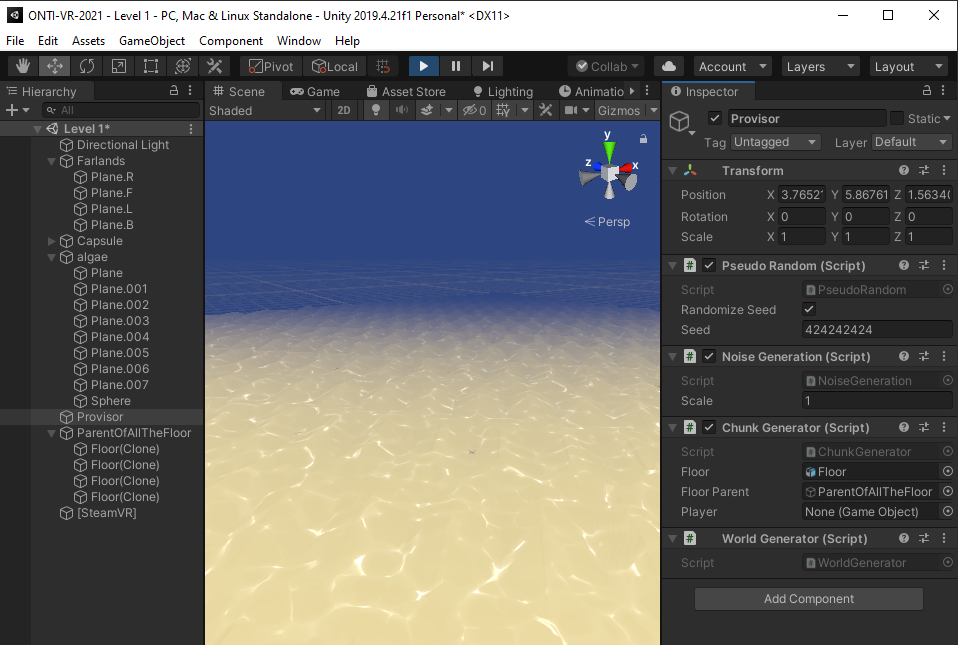 ONTI-VR-2021 - Level 1 - PC, Mac & Linux Standalone - Unity 2019.4.21f1 Personal* <DX11>
File Edit Assets GameObject Component Window Help
Pivot Local Collab Account Layers Layout
Hierarchy
All
Level 1*
Directional Light
Farlands
Plane.R
Plane.F
Plane.L
Plane.B
Capsule
algae
Plane
Plane.001
Plane.002
Plane.003
Plane.004
Plane.005
Plane.006
Plane.007
Sphere
Provisor
ParentOfAllTheFloor
Floor(Clone)
Floor(Clone)
Floor(Clone)
Floor(Clone)
[SteamVR]
Scene Game Asset Store Lighting Animatio
Shaded 2D 0 Gizmos
y
z x
Persp
Inspector
Provisor Static
Tag Untagged Layer Default
Transform
Position X 3.7652 Y 5.86761 Z 1.5634
Rotation X 0 Y 0 Z 0
Scale X 1 Y 1 Z 1
Pseudo Random (Script)
Script PseudoRandom
Randomize Seed
Seed 424242424
Noise Generation (Script)
Script NoiseGeneration
Scale 1
Chunk Generator (Script)
Script ChunkGenerator
Floor Floor
Floor Parent ParentOfAllTheFloor
Player None (Game Object)
World Generator (Script)
Script WorldGenerator
Add Component